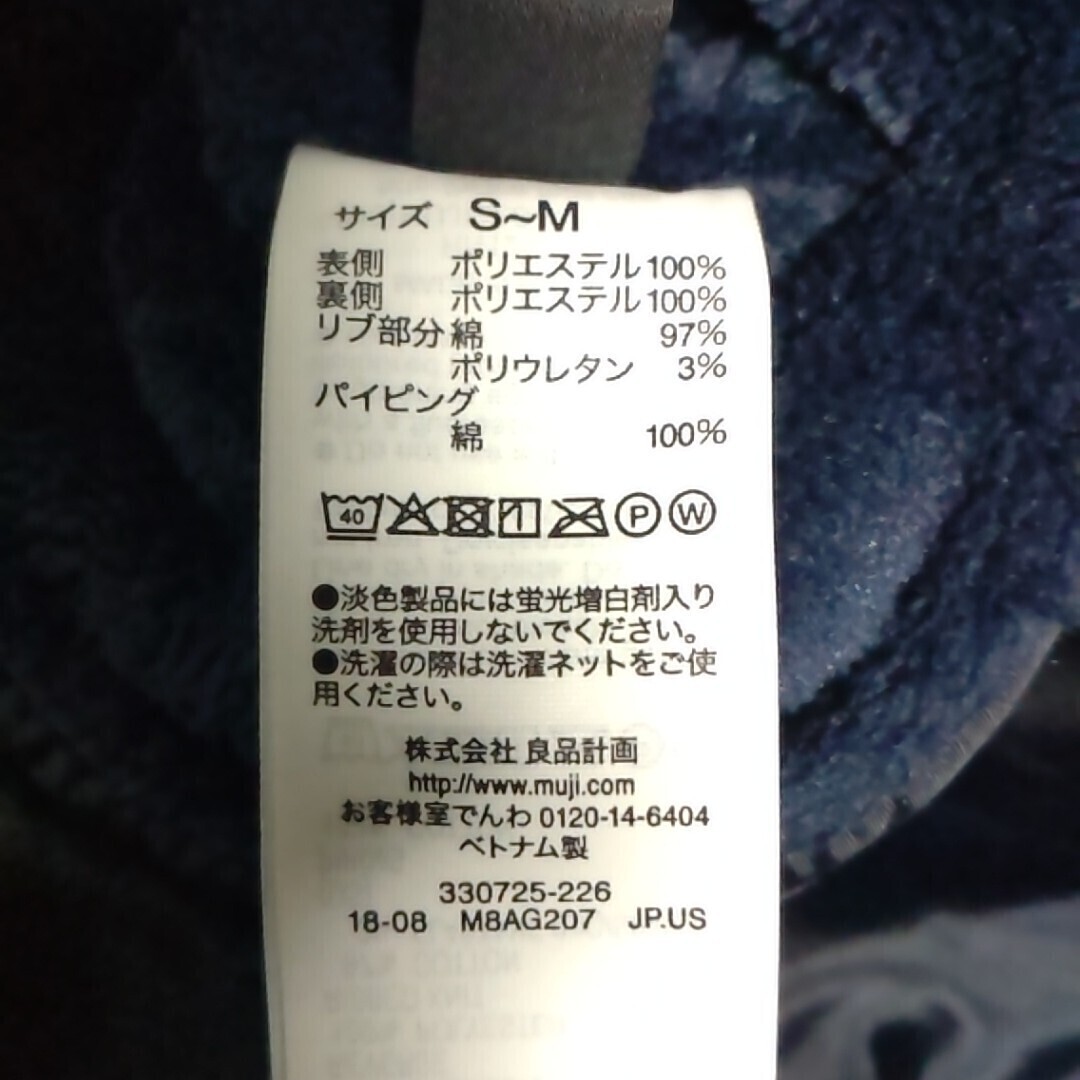 サイズ S~M
表側 ポリエステル100%
裏側 ポリエステル100%
リブ部分 綿 97%
ポリウレタン 3%
パイピング
綿 100%
40 P W
●淡色製品には蛍光増白剤入り
洗剤を使用しないでください。
●洗濯の際は洗濯ネットをご使
用ください。
株式会社 良品計画
http://www.muji.com
お客様室でんわ 0120-14-6404
ベトナム製
330725-226
18-08 M8AG207 JP.US